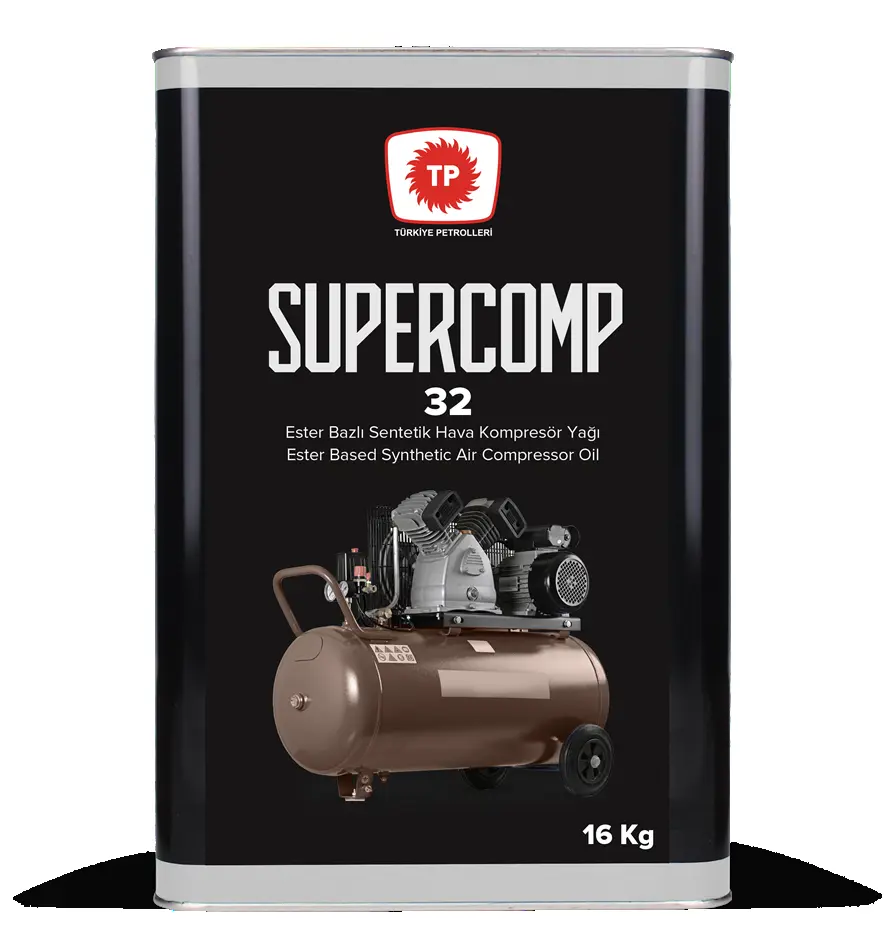 TP
TÜRKİYE PETROLLERİ
SUPERCOMP
32
Ester Bazlı Sentetik Hava Kompresör Yağı
Ester Based Synthetic Air Compressor Oil
16 Kg